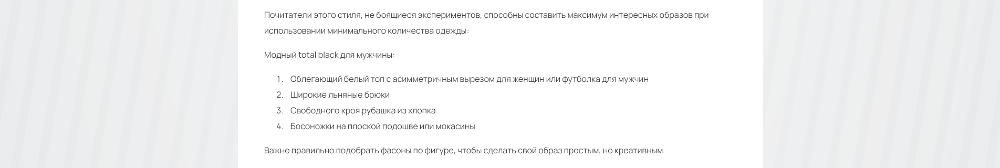 Почитатели этого стиля, не боящиеся экспериментов, способны составить максимум интересных образов при
использовании минимального количества одежды:
Модный total black для мужчины:
1. Облегающий белый топ с асимметричным вырезом для женщин или футболка для мужчин
2. Широкие льняные брюки
3. Свободного кроя рубашка из хлопка
4. Босоножки на плоской подошве или мокасины
Важно правильно подобрать фасоны по фигуре, чтобы сделать свой образ простым, но креативным.